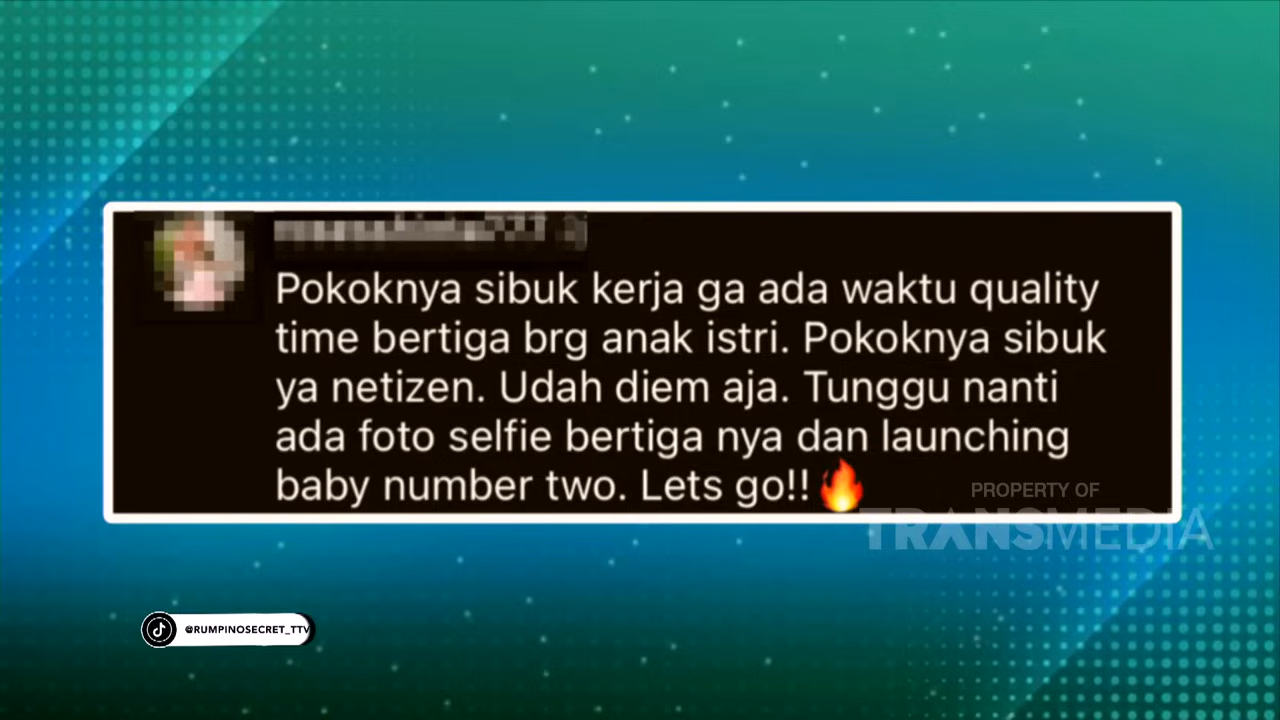 Pokoknya sibuk kerja ga ada waktu quality
time bertiga brg anak istri. Pokoknya sibuk
ya netizen. Udah diem aja. Tunggu nanti
ada foto selfie bertiga nya dan launching
baby number two. Lets go!! 🔥
PROPERTY OF
TRANSMEDIA
@RUMPINOSECRET_TTV